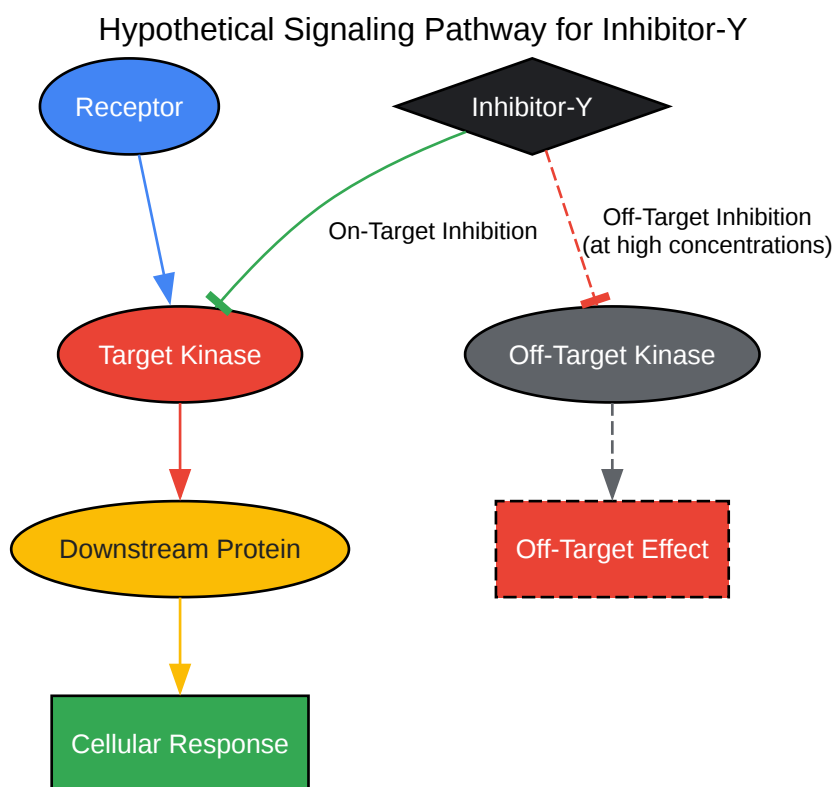 Hypothetical Signaling Pathway for Inhibitor-Y
Receptor
Inhibitor-Y
On-Target Inhibition
Off-Target Inhibition
(at high concentrations)
Target Kinase
Off-Target Kinase
Downstream Protein
Off-Target Effect
Cellular Response